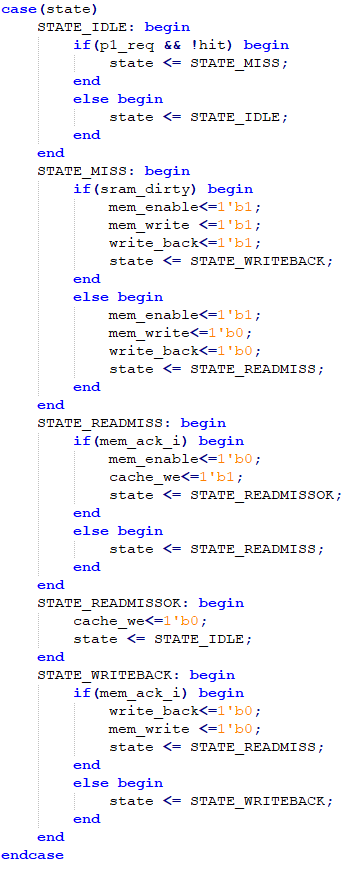 case(state)
    STATE_IDLE: begin
        if(p1_req && !hit) begin
            state <= STATE_MISS;
        end
        else begin
            state <= STATE_IDLE;
        end
    end
    STATE_MISS: begin
        if(sram_dirty) begin
            mem_enable<=1'b1;
            mem_write <=1'b1;
            write_back<=1'b1;
            state <= STATE_WRITEBACK;
        end
        else begin
            mem_enable<=1'b1;
            mem_write<=1'b0;
            write_back<=1'b0;
            state <= STATE_READMISS;
        end
    end
    STATE_READMISS: begin
        if(mem_ack_i) begin
            mem_enable<=1'b0;
            cache_we<=1'b1;
            state <= STATE_READMISSOK;
        end
        else begin
            state <= STATE_READMISS;
        end
    end
    STATE_READMISSOK: begin
        cache_we<=1'b0;
        state <= STATE_IDLE;
    end
    STATE_WRITEBACK: begin
        if(mem_ack_i) begin
            write_back<=1'b0;
            mem_write <=1'b0;
            state <= STATE_READMISS;
        end
        else begin
            state <= STATE_WRITEBACK;
        end
    end
endcase